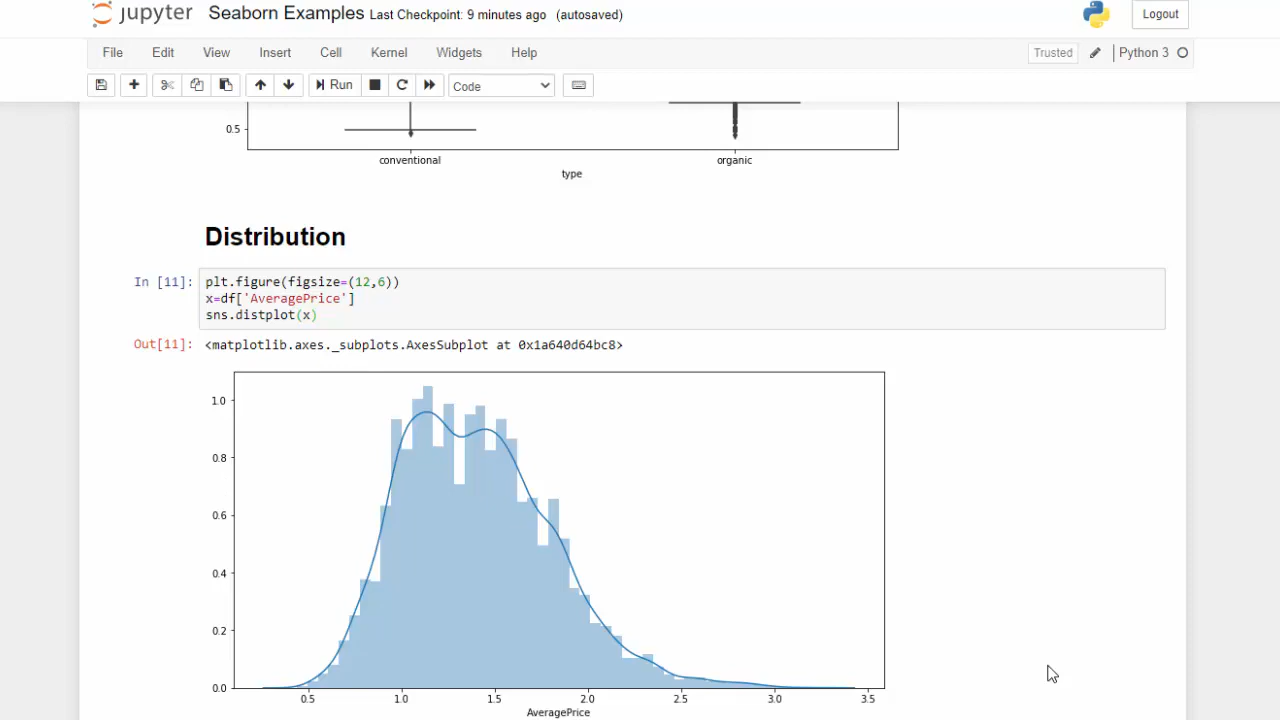 jupyter Seaborn Examples Last Checkpoint: 9 minutes ago (autosaved) Logout
File Edit View Insert Cell Kernel Widgets Help Trusted Python 3
Run Code
0.5
conventional organic
type
Distribution
In [11]: plt.figure(figsize=(12,6))
x=df['AveragePrice']
sns.distplot(x)
Out[11]: <matplotlib.axes._subplots.AxesSubplot at 0x1a640d64bc8>
1.0
0.8
0.6
0.4
0.2
0.0
0.5 1.0 1.5 2.0 2.5 3.0 3.5
AveragePrice